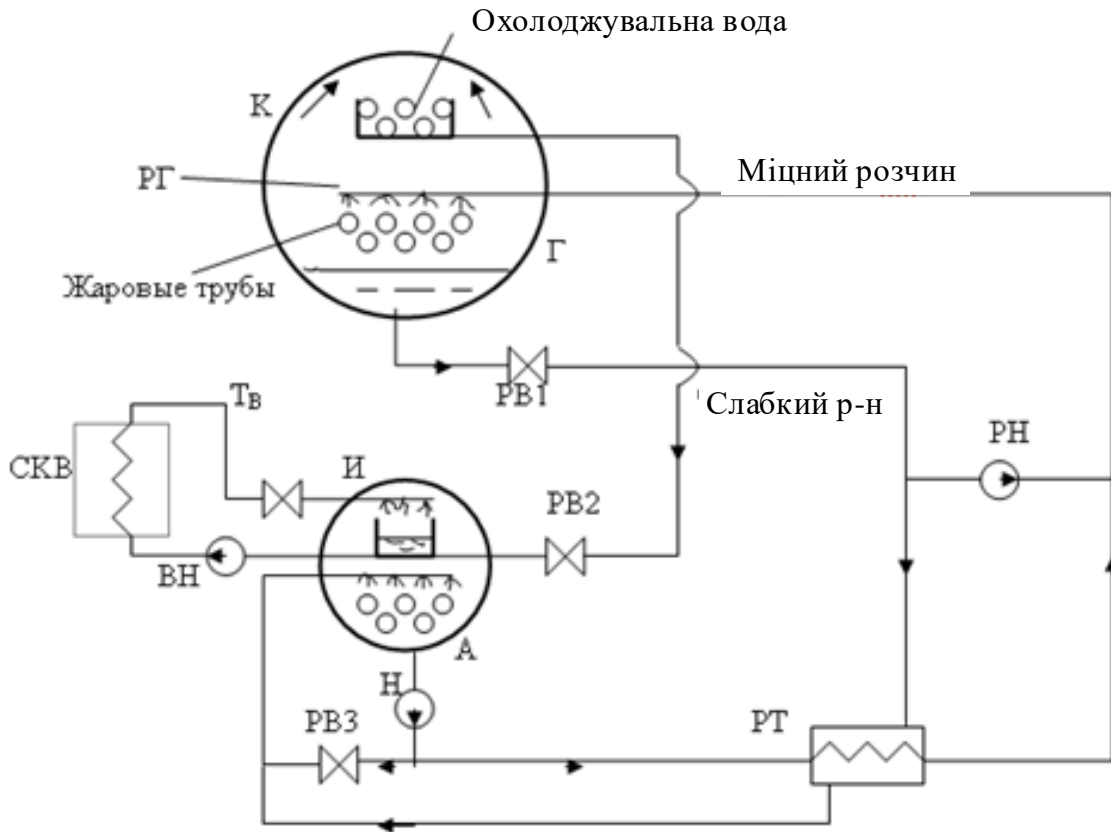 Охолоджувальна вода
К
РГ
Міцний розчин
Г
Жаровые трубы
РВ1
ТВ
Слабкий р-н
РН
СКВ
И
РВ2
ВН
А
Н
РВ3
РТ